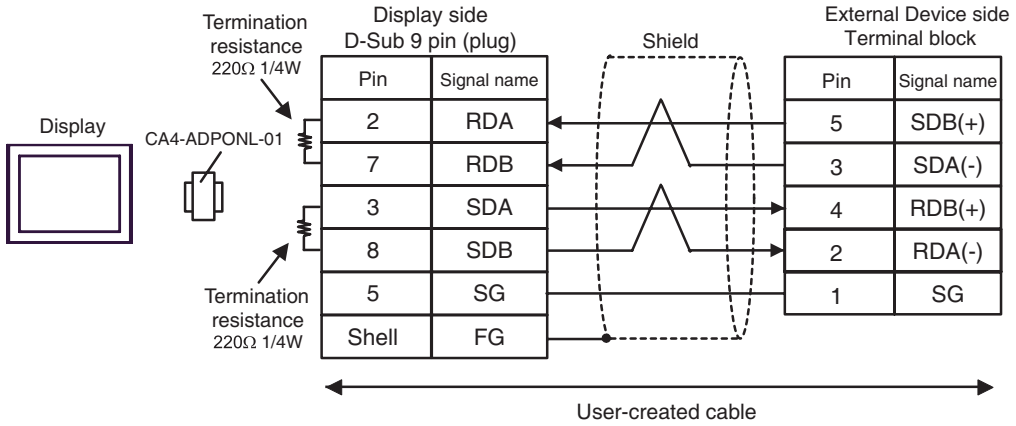 Termination
resistance
220Ω 1/4W
Display side
D-Sub 9 pin (plug)
Shield
External Device side
Terminal block
Display
CA4-ADPONL-01
Pin Signal name
2 RDA
7 RDB
3 SDA
8 SDB
5 SG
Shell FG
Pin Signal name
5 SDB(+)
3 SDA(-)
4 RDB(+)
2 RDA(-)
1 SG
Termination
resistance
220Ω 1/4W
User-created cable